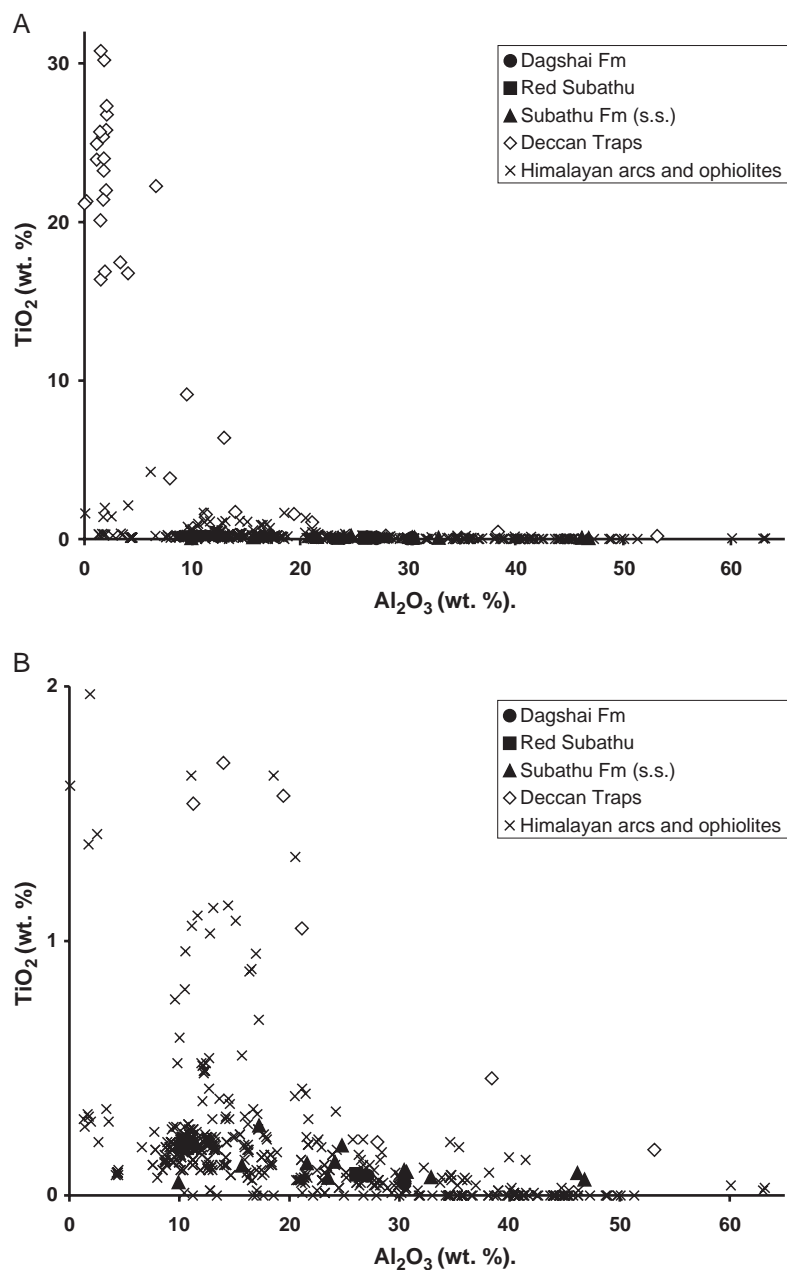 A
30
20
10
0
TiO₂ (wt. %)
0 10 20 30 40 50 60
Al₂O₃ (wt. %).
Dagshai Fm
Red Subathu
Subathu Fm (s.s.)
Deccan Traps
Himalayan arcs and ophiolites
B
2
1
0
TiO₂ (wt. %)
0 10 20 30 40 50 60
Al₂O₃ (wt. %).
Dagshai Fm
Red Subathu
Subathu Fm (s.s.)
Deccan Traps
Himalayan arcs and ophiolites